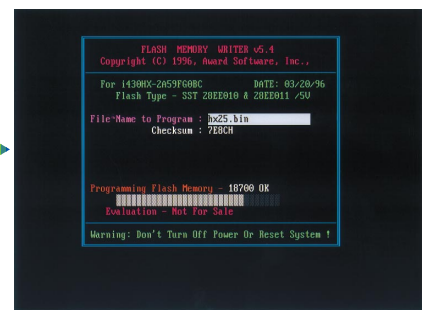 FLASH MEMORY WRITER v5.4
Copyright (C) 1996, Award Software, Inc.,
For i430HX-2A59FG0BC DATE: 03/20/96
Flash Type - SST 28EE010 & 28EE011 /5V
File-Name to Program : hx25.bin
Checksum : 7E8CH
Programming Flash Memory - 18700 OK
Evaluation - Not For Sale
Warning: Don't Turn Off Power Or Reset System !